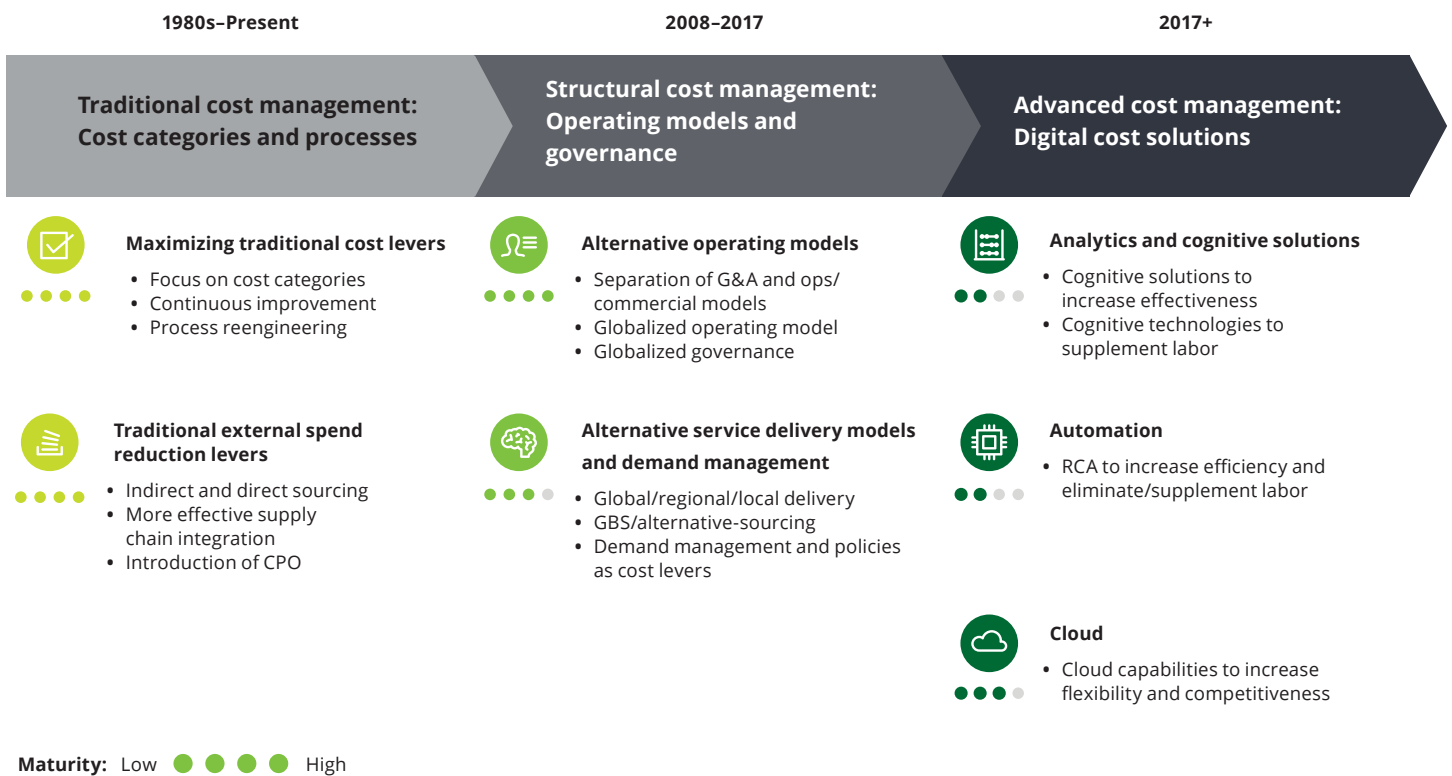 1980s–Present
2008–2017
2017+
Traditional cost management:
Cost categories and processes
Structural cost management:
Operating models and
governance
Advanced cost management:
Digital cost solutions
Maximizing traditional cost levers
• Focus on cost categories
• Continuous improvement
• Process reengineering
Traditional external spend
reduction levers
• Indirect and direct sourcing
• More effective supply
chain integration
• Introduction of CPO
Alternative operating models
• Separation of G&A and ops/
commercial models
• Globalized operating model
• Globalized governance
Alternative service delivery models
and demand management
• Global/regional/local delivery
• GBS/alternative-sourcing
• Demand management and policies
as cost levers
Analytics and cognitive solutions
• Cognitive solutions to
increase effectiveness
• Cognitive technologies to
supplement labor
Automation
• RCA to increase efficiency and
eliminate/supplement labor
Cloud
• Cloud capabilities to increase
flexibility and competitiveness
Maturity: Low High